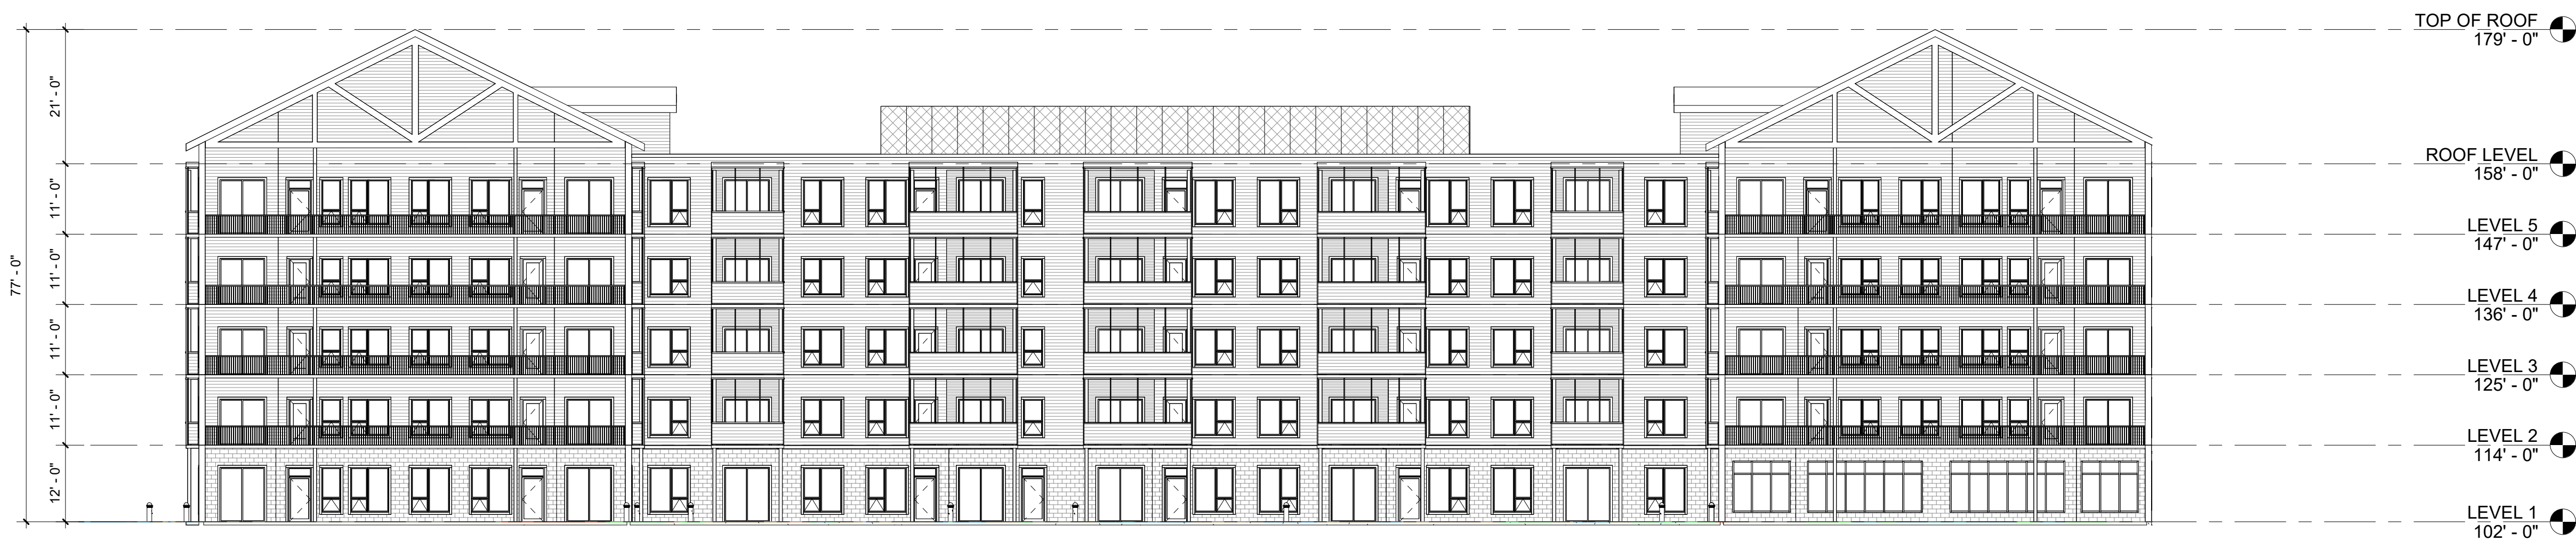 TOP OF ROOF
179' - 0"
21' - 0"
ROOF LEVEL
158' - 0"
11' - 0"
LEVEL 5
147' - 0"
11' - 0"
77' - 0"
LEVEL 4
136' - 0"
11' - 0"
LEVEL 3
125' - 0"
11' - 0"
LEVEL 2
114' - 0"
12' - 0"
LEVEL 1
102' - 0"